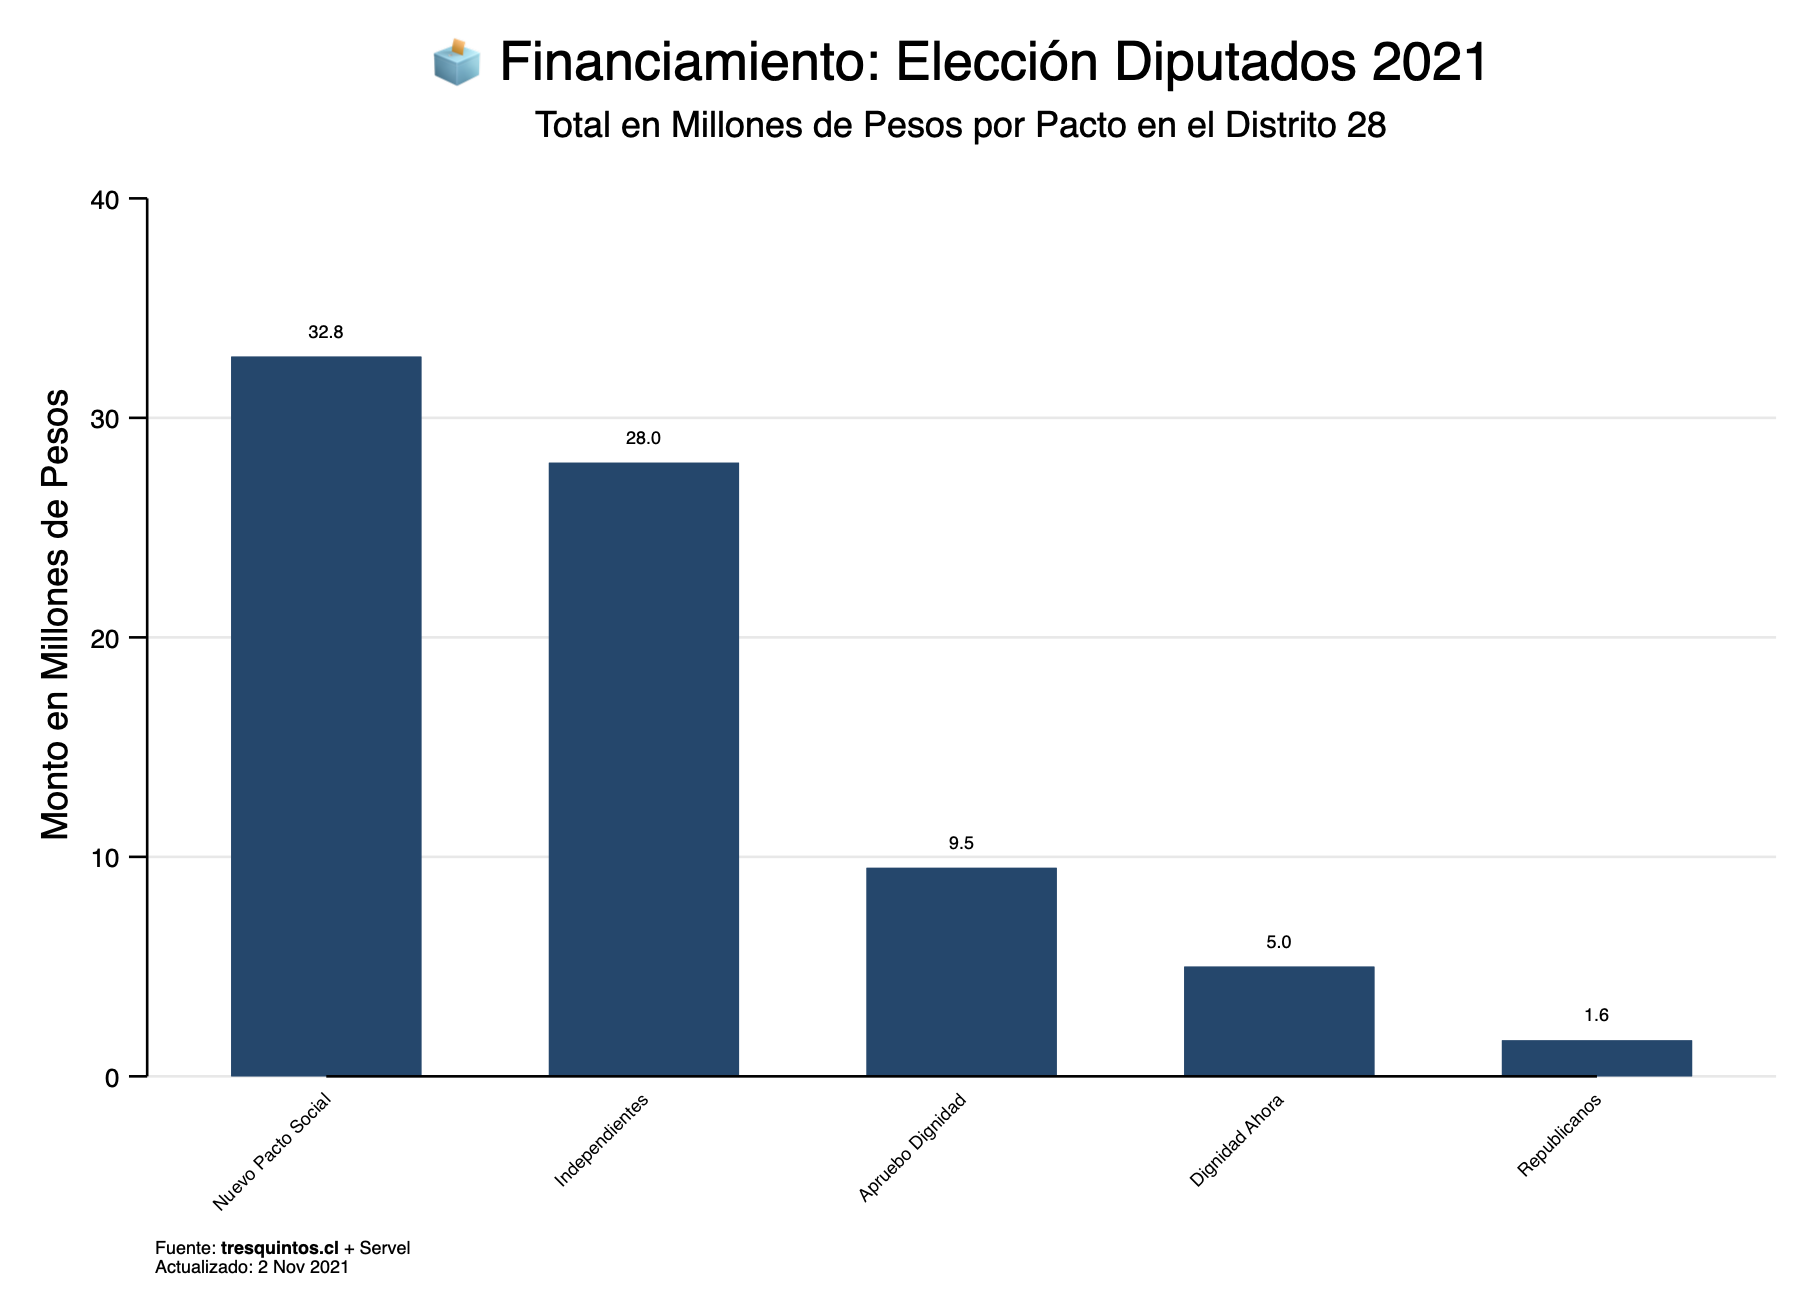 Financiamiento: Elección Diputados 2021
Total en Millones de Pesos por Pacto en el Distrito 28
Monto en Millones de Pesos
40
30
20
10
0
32.8
28.0
9.5
5.0
1.6
Nuevo Pacto Social
Independientes
Apruebo Dignidad
Dignidad Ahora
Republicanos
Fuente: tresquintos.cl + Servel
Actualizado: 2 Nov 2021